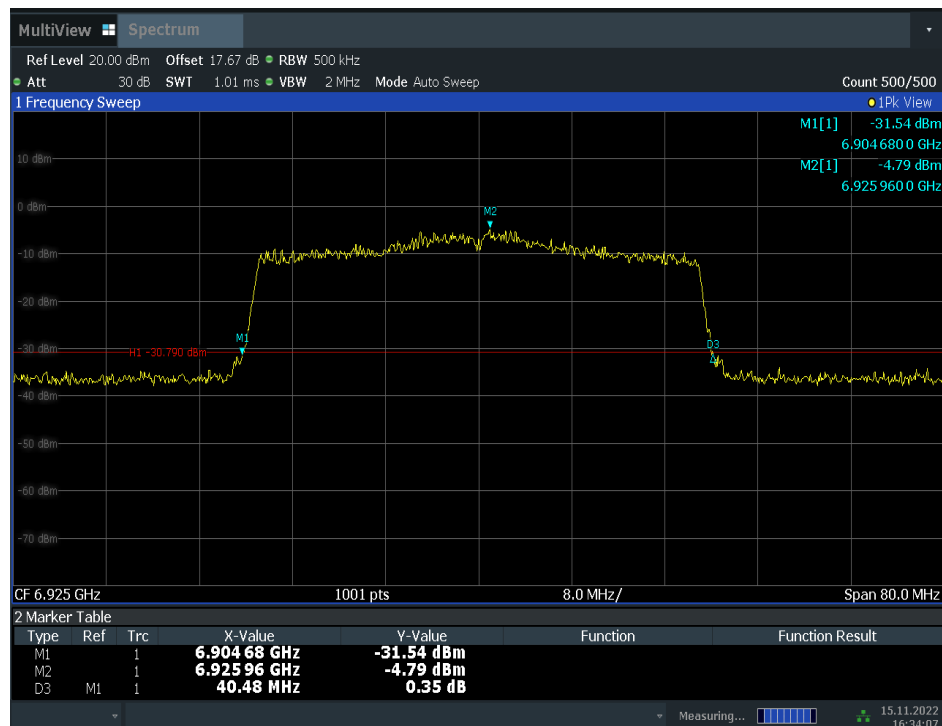 MultiView Spectrum
Ref Level 20.00 dBm Offset 17.67 dB RBW 500 kHz
Att 30 dB SWT 1.01 ms VBW 2 MHz Mode Auto Sweep Count 500/500
1 Frequency Sweep 1Pk View
M1[1] -31.54 dBm
6.904 680 0 GHz
10 dBm
M2[1] -4.79 dBm
6.925 960 0 GHz
0 dBm
M2
-10 dBm
-20 dBm
M1
D3
-30 dBm
H1 -30.790 dBm
-40 dBm
-50 dBm
-60 dBm
-70 dBm
CF 6.925 GHz 1001 pts 8.0 MHz/ Span 80.0 MHz
2 Marker Table
Type Ref Trc X-Value Y-Value Function Function Result
M1 1 6.904 68 GHz -31.54 dBm
M2 1 6.925 96 GHz -4.79 dBm
D3 M1 1 40.48 MHz 0.35 dB
Measuring... 15.11.2022
16:34:07